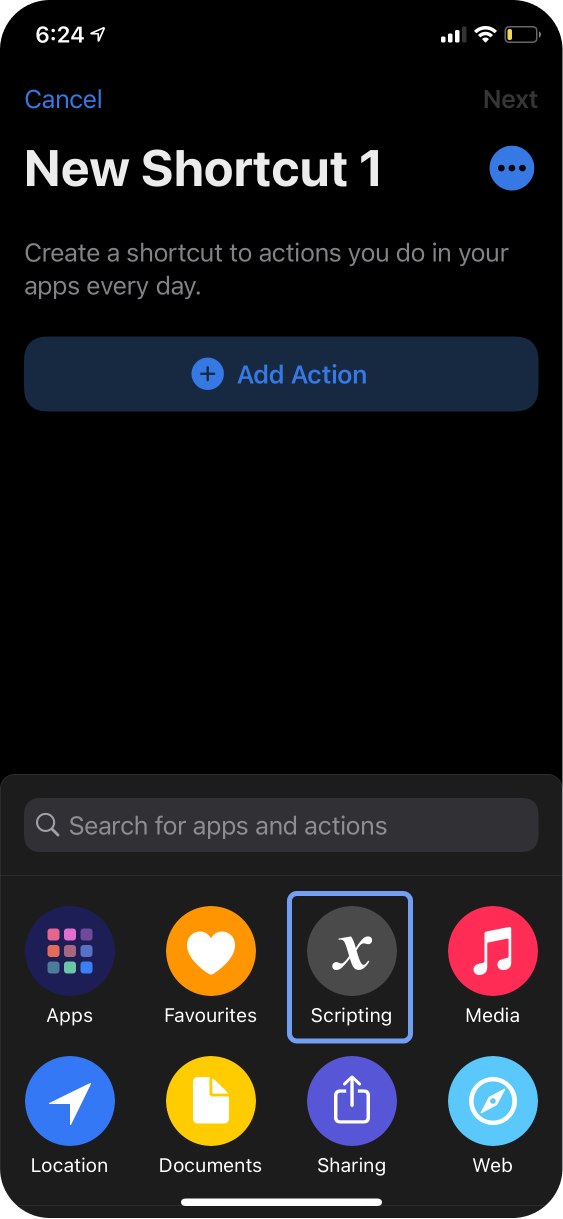 6:24
Cancel
Next
New Shortcut 1
Create a shortcut to actions you do in your
apps every day.
Add Action
Search for apps and actions
x
Apps
Favourites
Scripting
Media
Location
Documents
Sharing
Web